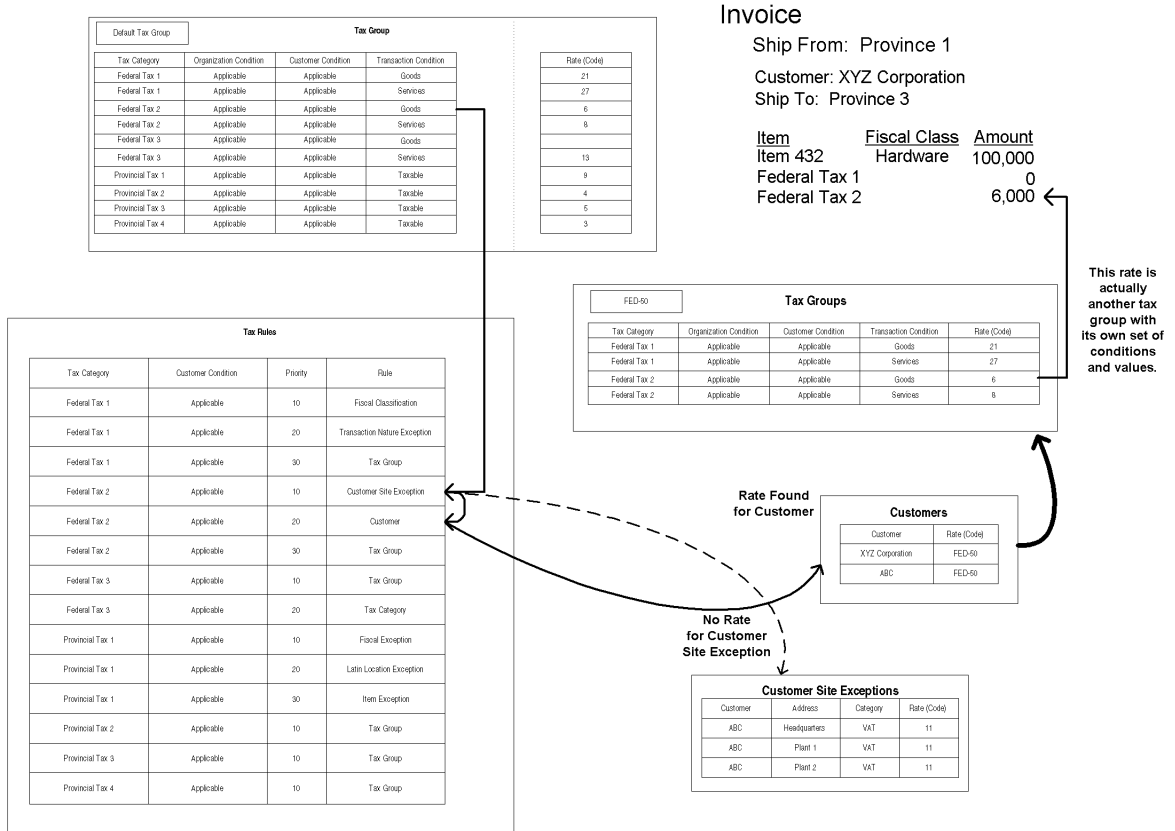 Default Tax Group
Tax Group
Tax Category Organization Condition Customer Condition Transaction Condition Rate (Code)
Federal Tax 1 Applicable Applicable Goods 21
Federal Tax 1 Applicable Applicable Services 27
Federal Tax 2 Applicable Applicable Goods 6
Federal Tax 2 Applicable Applicable Services 8
Federal Tax 3 Applicable Applicable Goods
Federal Tax 3 Applicable Applicable Services 13
Provincial Tax 1 Applicable Applicable Taxable 9
Provincial Tax 2 Applicable Applicable Taxable 4
Provincial Tax 3 Applicable Applicable Taxable 5
Provincial Tax 4 Applicable Applicable Taxable 3
Invoice
Ship From: Province 1
Customer: XYZ Corporation
Ship To: Province 3
Item Fiscal Class Amount
Item 432 Hardware 100,000
Federal Tax 1 0
Federal Tax 2 6,000
This rate is
actually
another tax
group with
its own set of
conditions
and values.
FED-50
Tax Groups
Tax Category Organization Condition Customer Condition Transaction Condition Rate (Code)
Federal Tax 1 Applicable Applicable Goods 21
Federal Tax 1 Applicable Applicable Services 27
Federal Tax 2 Applicable Applicable Goods 6
Federal Tax 2 Applicable Applicable Services 8
Tax Rules
Tax Category Customer Condition Priority Rule
Federal Tax 1 Applicable 10 Fiscal Classification
Federal Tax 1 Applicable 20 Transaction Nature Exception
Federal Tax 1 Applicable 30 Tax Group
Federal Tax 2 Applicable 10 Customer Site Exception
Federal Tax 2 Applicable 20 Customer
Federal Tax 2 Applicable 30 Tax Group
Federal Tax 3 Applicable 10 Tax Group
Federal Tax 3 Applicable 20 Tax Category
Provincial Tax 1 Applicable 10 Fiscal Exception
Provincial Tax 1 Applicable 20 Latin Location Exception
Provincial Tax 1 Applicable 30 Item Exception
Provincial Tax 2 Applicable 10 Tax Group
Provincial Tax 3 Applicable 10 Tax Group
Provincial Tax 4 Applicable 10 Tax Group
Rate Found
for Customer
Customers
Customer Rate (Code)
XYZ Corporation FED-50
ABC FED-50
No Rate
for Customer
Site Exception
Customer Site Exceptions
Customer Address Category Rate (Code)
ABC Headquarters VAT 11
ABC Plant 1 VAT 11
ABC Plant 2 VAT 11